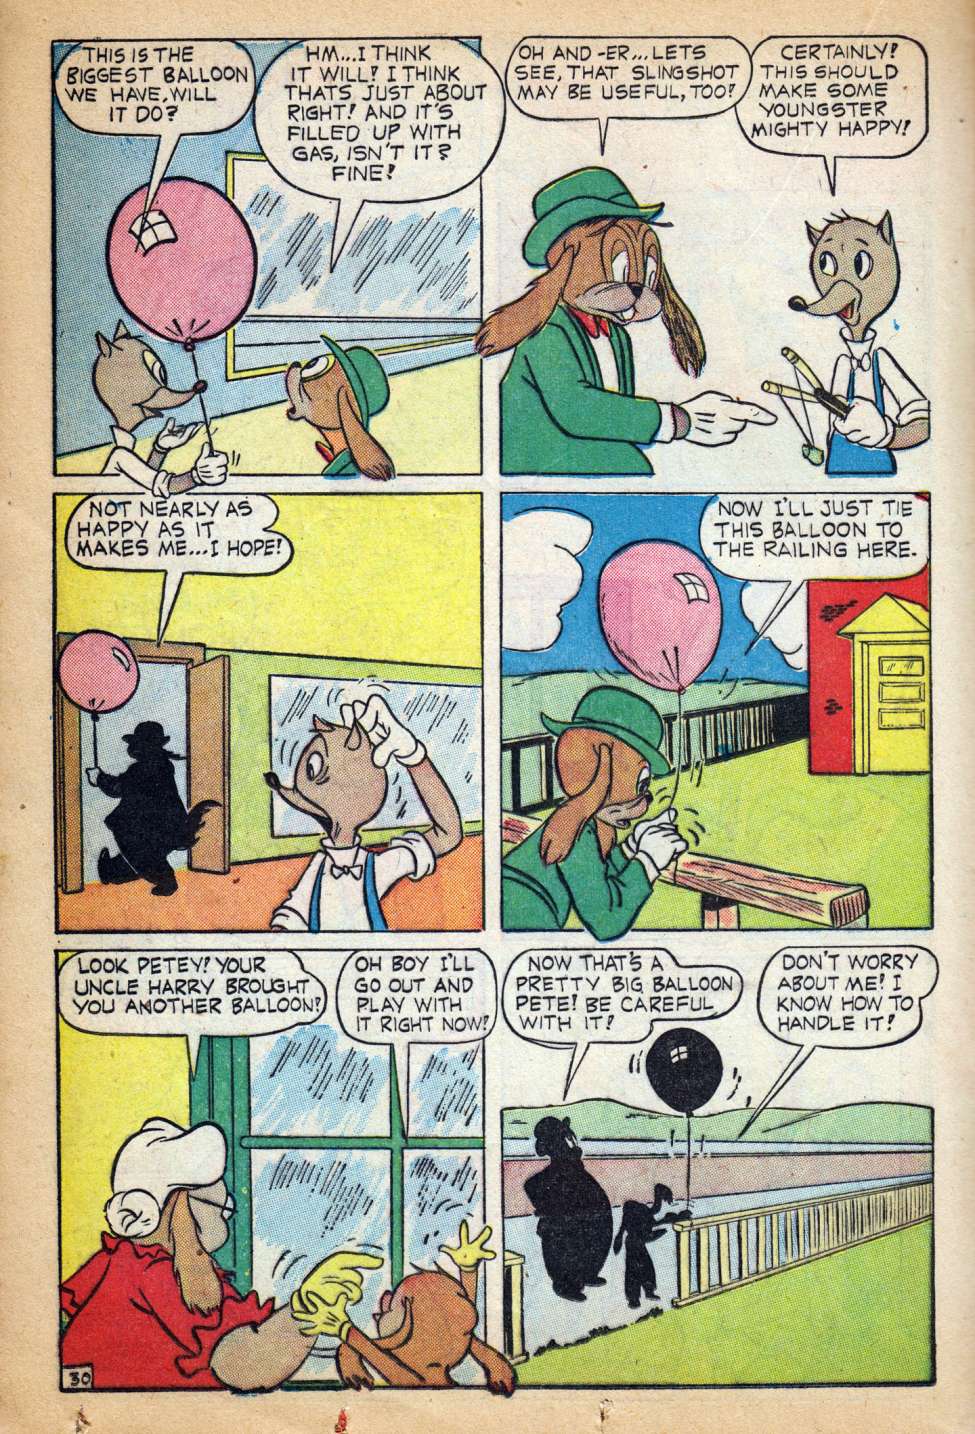 THIS IS THE
BIGGEST BALLOON
WE HAVE, WILL
IT DO?
HM...I THINK
IT WILL! I THINK
THATS JUST ABOUT
RIGHT! AND IT'S
FILLED UP WITH
GAS, ISN'T IT?
FINE!
OH AND -ER... LETS
SEE, THAT SLINGSHOT
MAY BE USEFUL, TOO!
CERTAINLY!
THIS SHOULD
MAKE SOME
YOUNGSTER
MIGHTY HAPPY!
NOT NEARLY AS
HAPPY AS IT
MAKES ME...I HOPE!
NOW I'LL JUST TIE
THIS BALLOON TO
THE RAILING HERE.
LOOK PETEY! YOUR
UNCLE HARRY BROUGHT
YOU ANOTHER BALLOON!
OH BOY I'LL
GO OUT AND
PLAY WITH
IT RIGHT NOW!
NOW THAT'S A
PRETTY BIG BALLOON
PETE! BE CAREFUL
WITH IT!
DON'T WORRY
ABOUT ME! I
KNOW HOW TO
HANDLE IT!
30